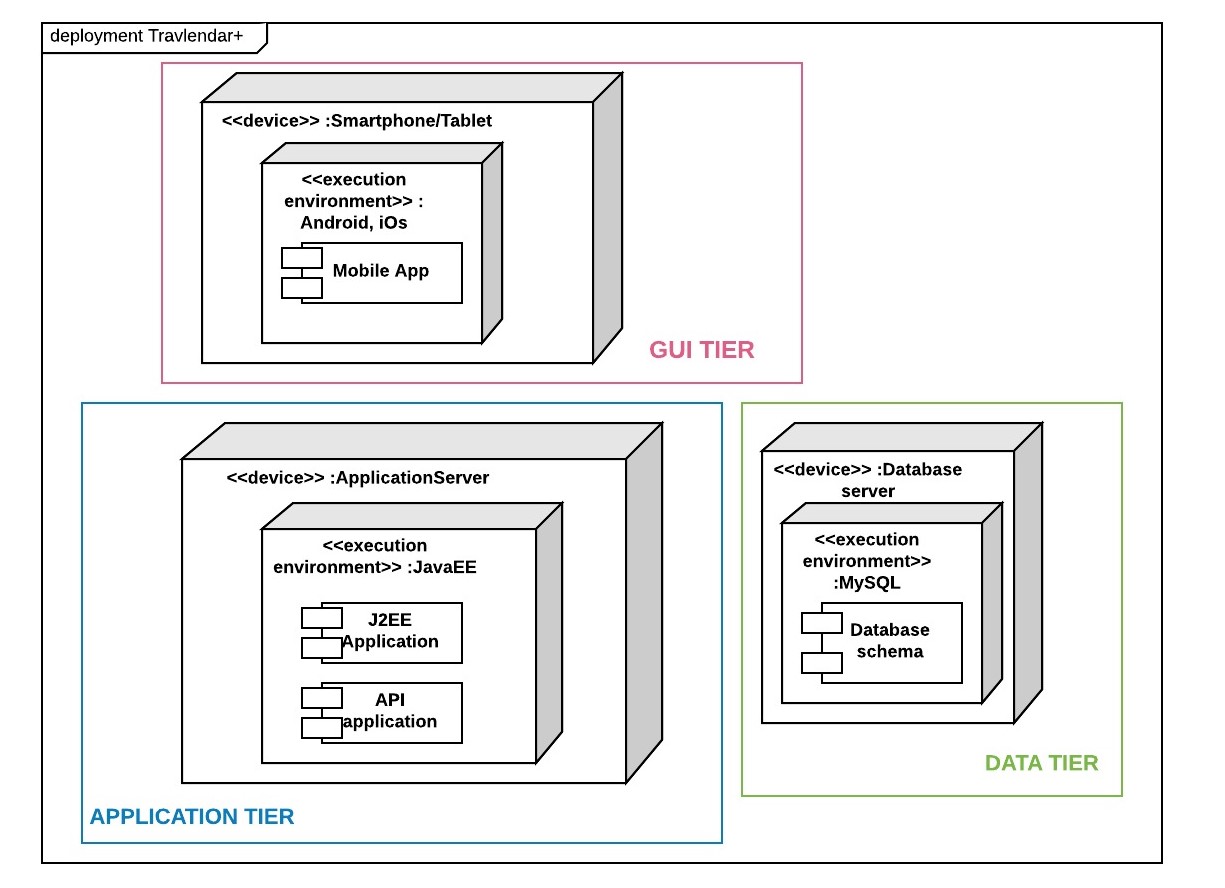 deployment Travlendar+
<<device>> :Smartphone/Tablet
<<execution
environment>> :
Android, iOs
Mobile App
GUI TIER
<<device>> :ApplicationServer
<<execution
environment>> :JavaEE
J2EE
Application
API
application
APPLICATION TIER
<<device>> :Database
server
<<execution
environment>>
:MySQL
Database
schema
DATA TIER